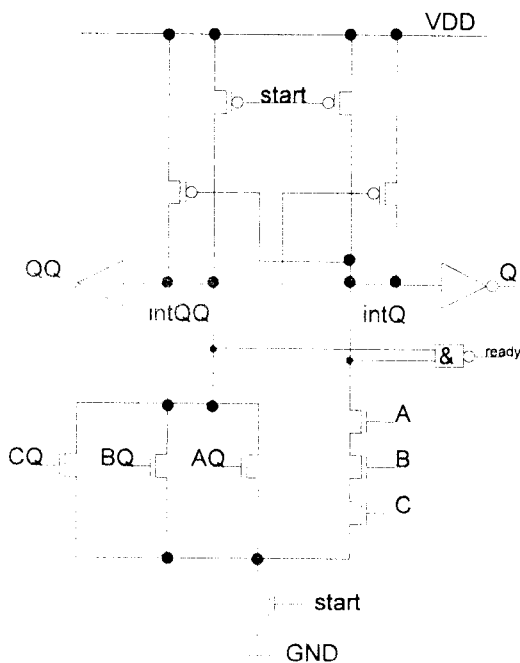 VDD
start
QQ
Q
intQQ
intQ
& ready
A
CQ BQ AQ
B
C
start
GND